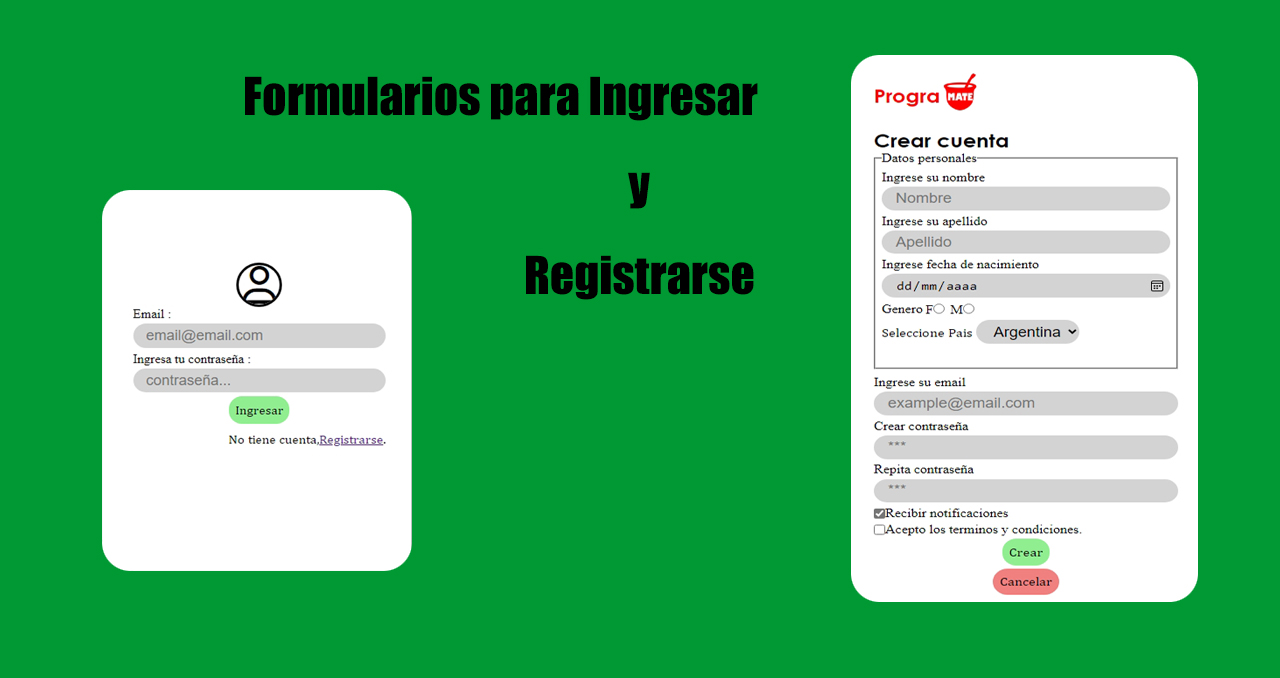 Formularios para Ingresar
y
Registrarse
Email :
email@email.com
Ingresa tu contraseña :
contraseña...
Ingresar
No tiene cuenta,Registrarse.
Progra MATE
Crear cuenta
Datos personales
Ingrese su nombre
Nombre
Ingrese su apellido
Apellido
Ingrese fecha de nacimiento
dd/mm/aaaa
Genero F M
Seleccione Pais Argentina
Ingrese su email
example@email.com
Crear contraseña
***
Repita contraseña
***
Recibir notificaciones
Acepto los terminos y condiciones.
Crear
Cancelar